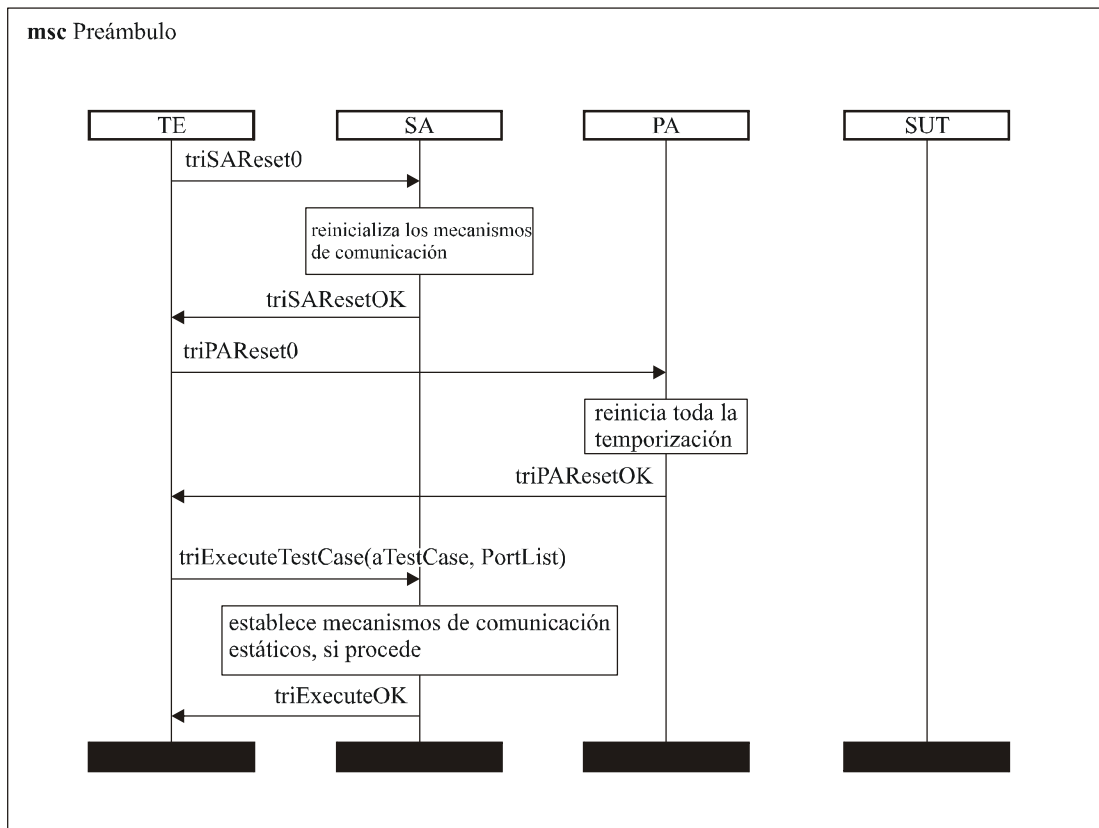 msc Preámbulo
TE
SA
PA
SUT
triSAReset0
reinicializa los mecanismos
de comunicación
triSAResetOK
triPAReset0
reinicia toda la
temporización
triPAResetOK
triExecuteTestCase(aTestCase, PortList)
establece mecanismos de comunicación
estáticos, si procede
triExecuteOK